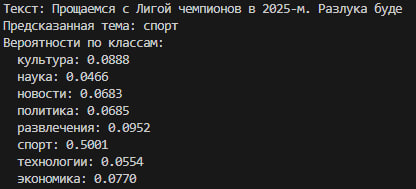 Текст: Прощаемся с Лигой чемпионов в 2025-м. Разлука буде
Предсказанная тема: спорт
Вероятности по классам:
культура: 0.0888
наука: 0.0466
новости: 0.0683
политика: 0.0685
развлечения: 0.0952
спорт: 0.5001
технологии: 0.0554
экономика: 0.0770